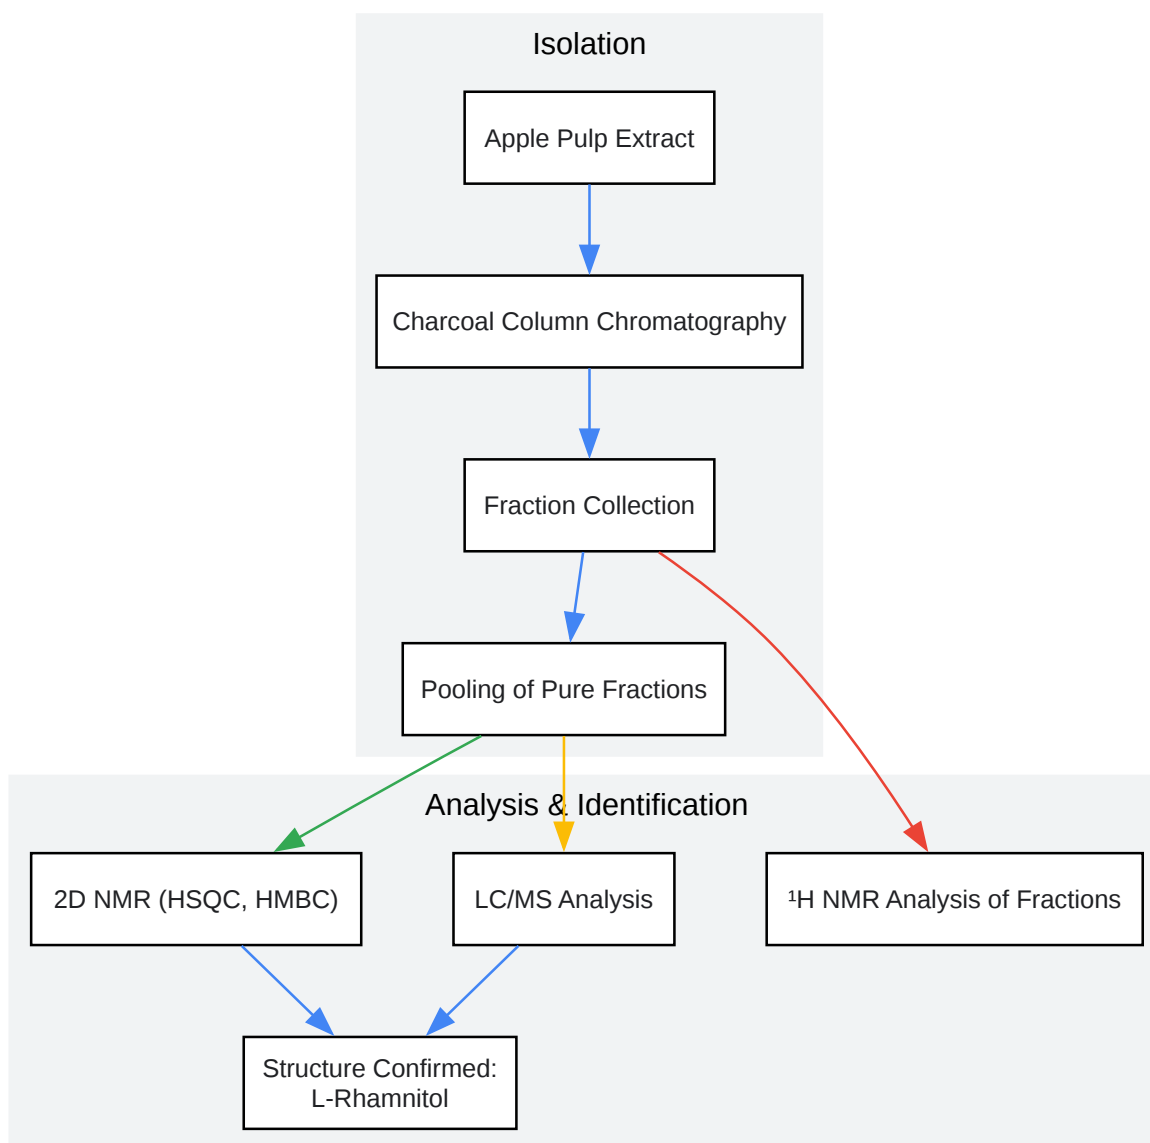 Isolation
Apple Pulp Extract
Charcoal Column Chromatography
Fraction Collection
Pooling of Pure Fractions
Analysis & Identification
2D NMR (HSQC, HMBC)
LC/MS Analysis
¹H NMR Analysis of Fractions
Structure Confirmed:
L-Rhamnitol